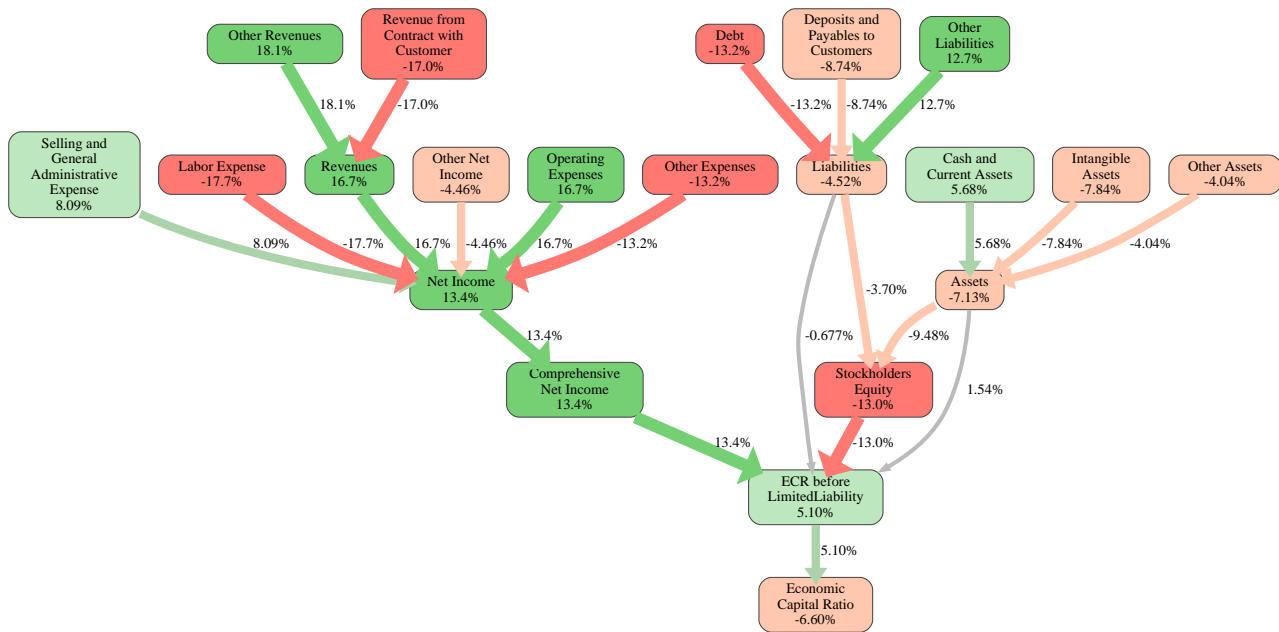 Other Revenues
18.1%
Revenue from
Contract with
Customer
-17.0%
Debt
-13.2%
Deposits and
Payables to
Customers
-8.74%
Other
Liabilities
12.7%
18.1%
-17.0%
-13.2%
-8.74%
12.7%
Selling and
General
Administrative
Expense
8.09%
Labor Expense
-17.7%
Revenues
16.7%
Other Net
Income
-4.46%
Operating
Expenses
16.7%
Other Expenses
-13.2%
Liabilities
-4.52%
Cash and
Current Assets
5.68%
Intangible
Assets
-7.84%
Other Assets
-4.04%
8.09%
-17.7%
16.7%
-4.46%
16.7%
-13.2%
5.68%
-7.84%
-4.04%
Net Income
13.4%
Assets
-7.13%
13.4%
-0.677%
-3.70%
-9.48%
1.54%
Comprehensive
Net Income
13.4%
Stockholders
Equity
-13.0%
13.4%
-13.0%
ECR before
LimitedLiability
5.10%
5.10%
Economic
Capital Ratio
-6.60%